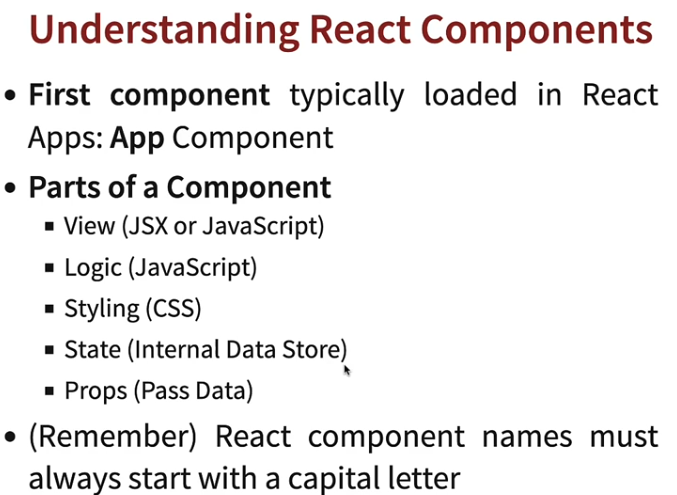 Understanding React Components
• First component typically loaded in React
Apps: App Component
• Parts of a Component
▪ View (JSX or JavaScript)
▪ Logic (JavaScript)
▪ Styling (CSS)
▪ State (Internal Data Store)
▪ Props (Pass Data)
• (Remember) React component names must
always start with a capital letter